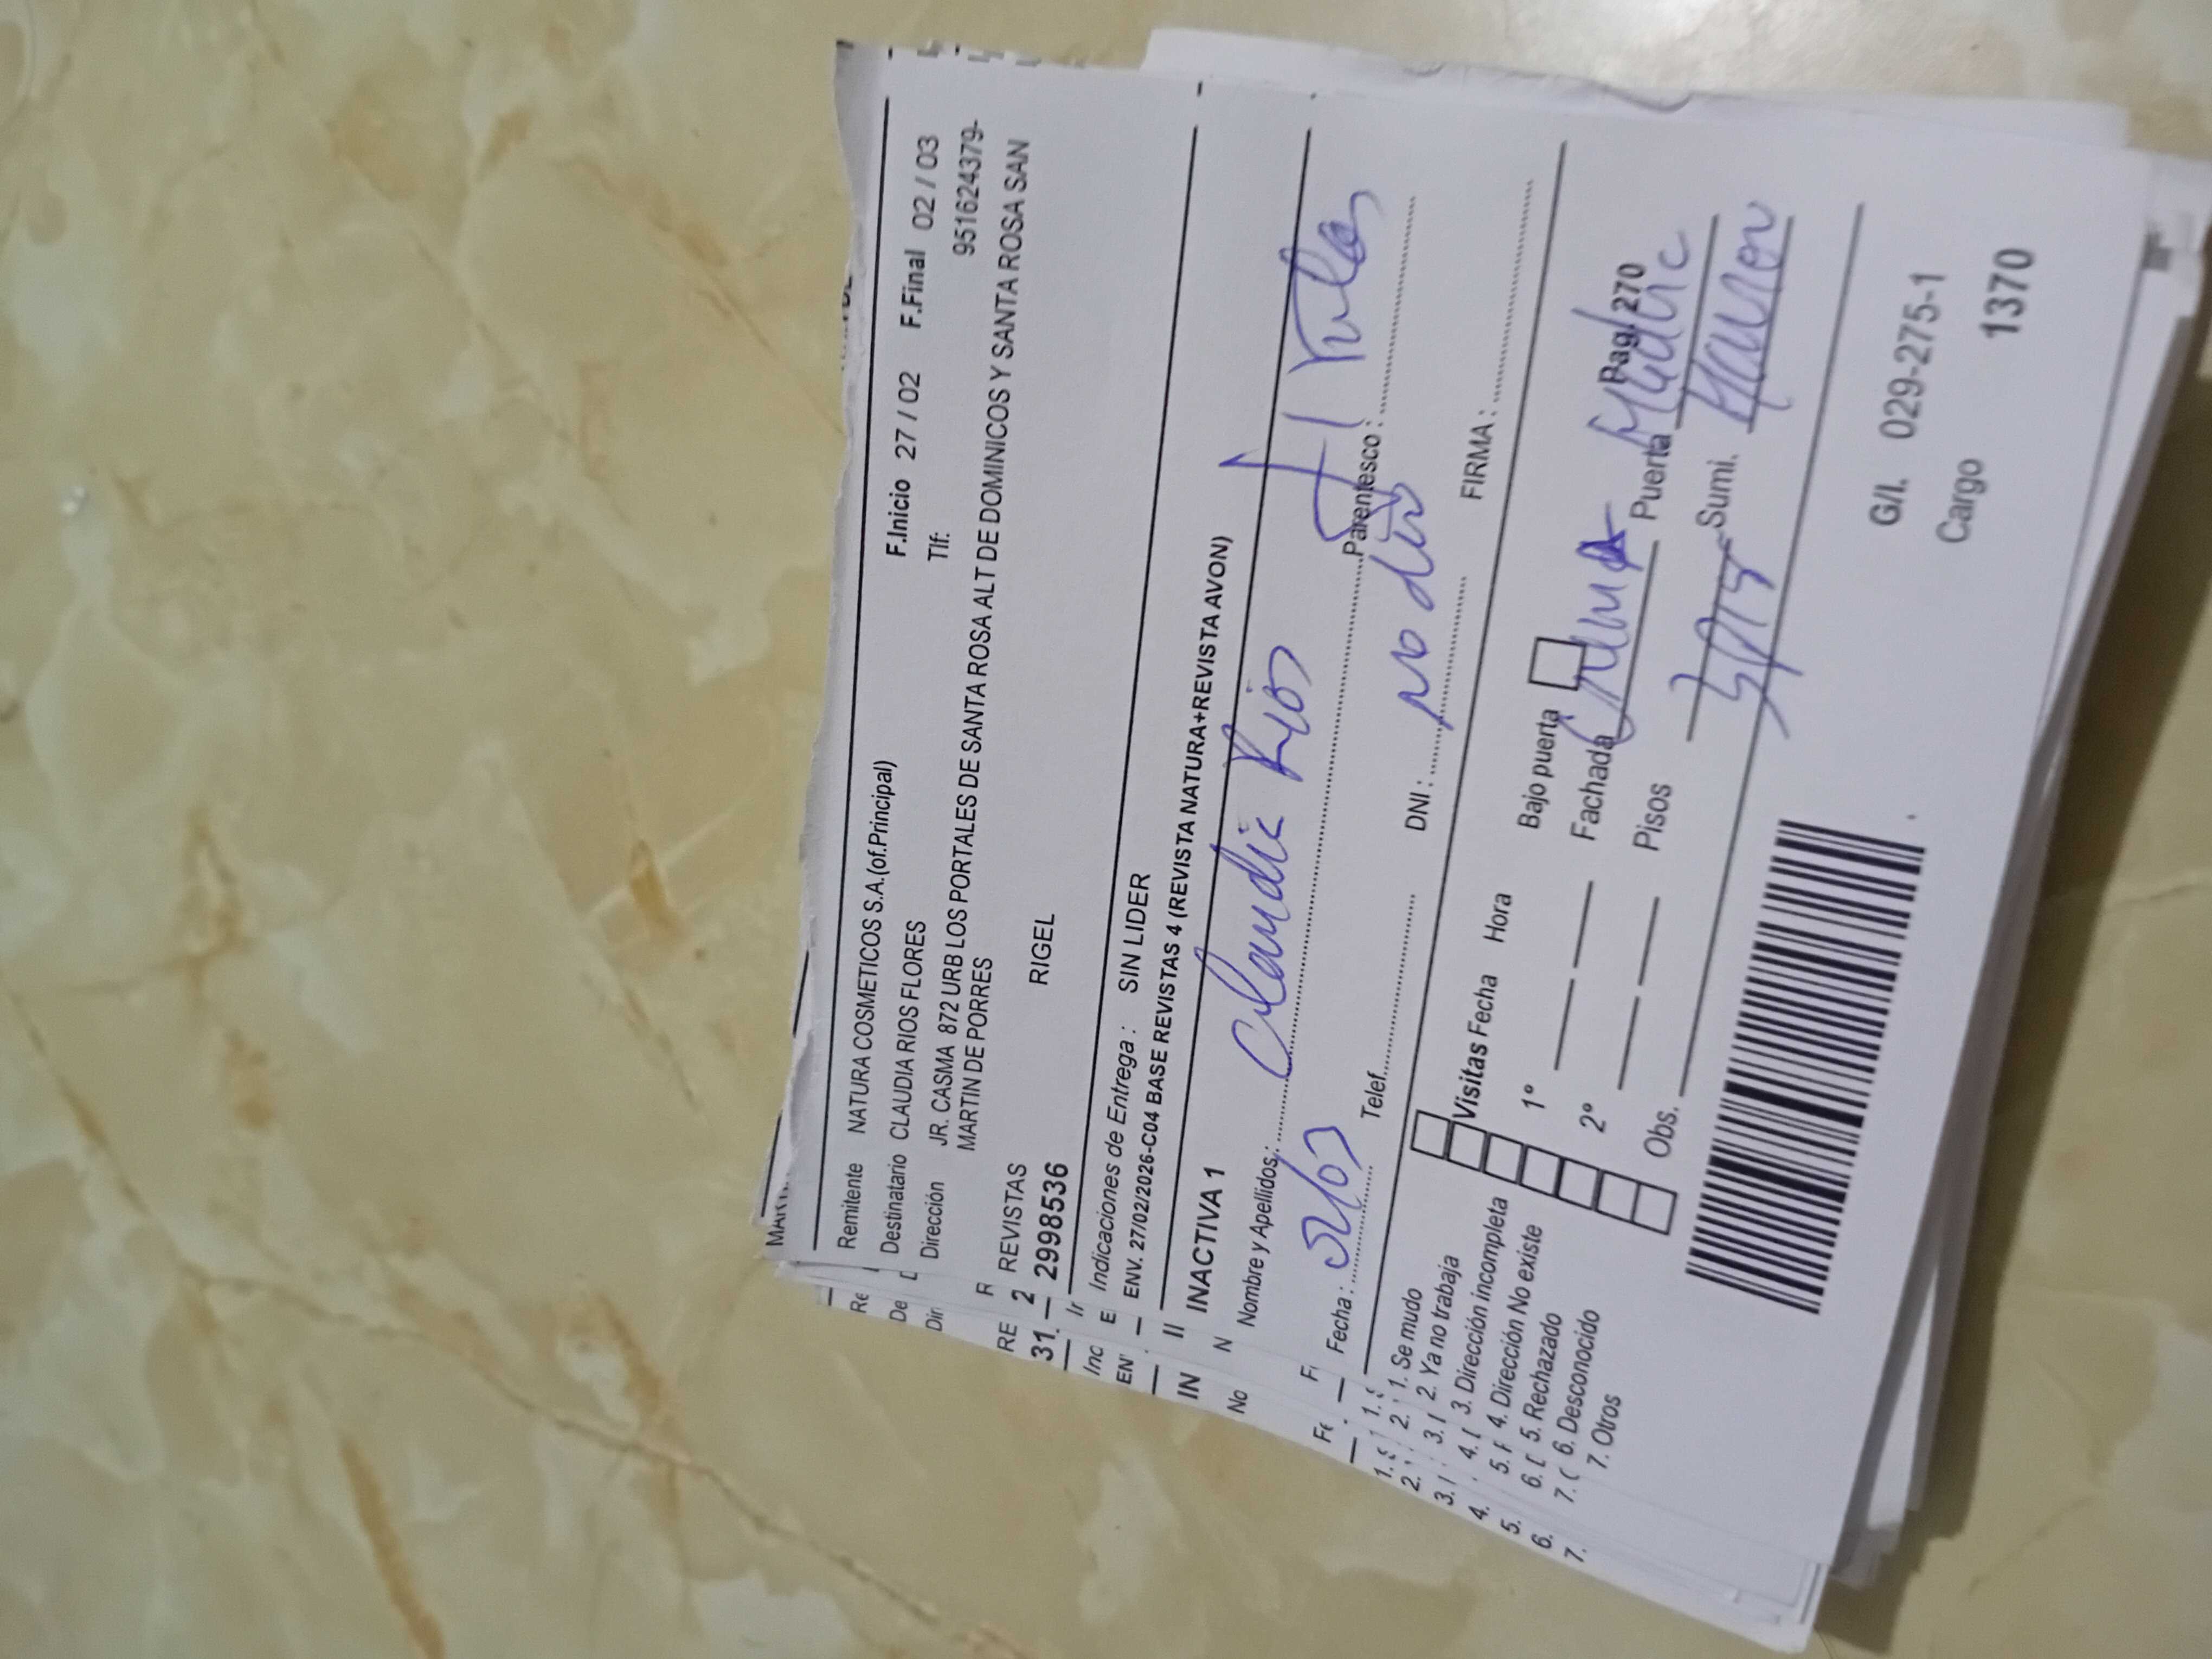 Remitente NATURA COSMETICOS S.A.(of.Principal) F.Inicio 27 / 02 F.Final 02 / 03
Destinatario CLAUDIA RIOS FLORES Tlf: 951624379-
Dirección JR. CASMA 872 URB LOS PORTALES DE SANTA ROSA ALT DE DOMINICOS Y SANTA ROSA SAN
MARTIN DE PORRES
REVISTAS RIGEL
2998536
Indicaciones de Entrega : SIN LIDER
ENV. 27/02/2026-C04 BASE REVISTAS 4 (REVISTA NATURA+REVISTA AVON)
INACTIVA 1
Nombre y Apellidos: Claudia Rios
Parentesco:
Fecha: Telef. DNI: no dio FIRMA:
1. Se mudo
2. Ya no trabaja
3. Dirección incompleta
4. Dirección No existe
5. Rechazado
6. Desconocido
7. Otros
Visitas Fecha Hora
1º
2º
Obs.
Bajo puerta
Fachada Puerta
Pisos Sumi.
Pag. 270
G/I. 029-275-1
Cargo 1370